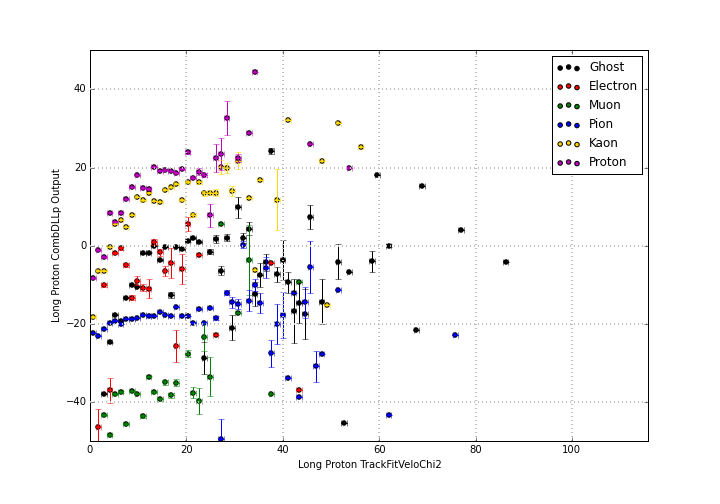 40
20
0
−20
−40
0
20
40
60
80
100
Long Proton CombDLLp Output
Long Proton TrackFitVeloChi2
Ghost
Electron
Muon
Pion
Kaon
Proton